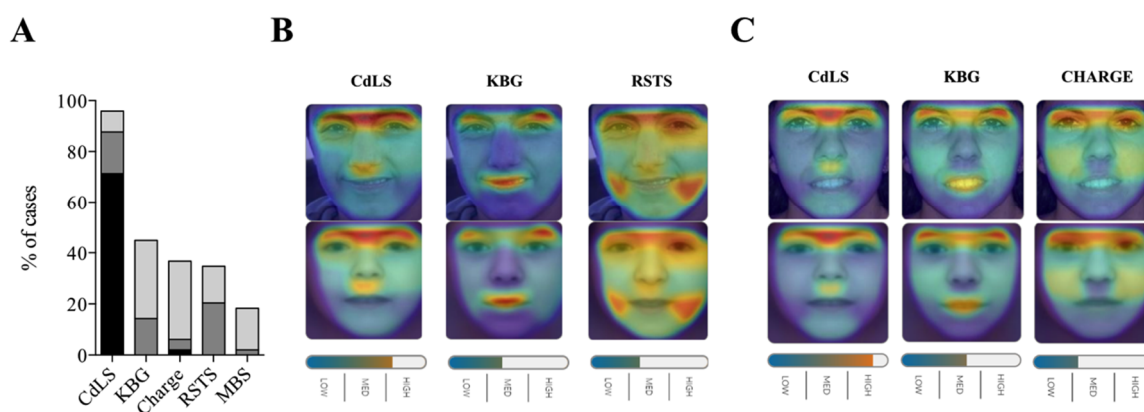 A
B
C
CdLS
KBG
RSTS
CdLS
KBG
CHARGE
% of cases
100
80
60
40
20
0
CdLS
KBG
Charge
RSTS
MBS
LOW
MED
HIGH
LOW
MED
HIGH
LOW
MED
HIGH
LOW
MED
HIGH
LOW
MED
HIGH
LOW
MED
HIGH